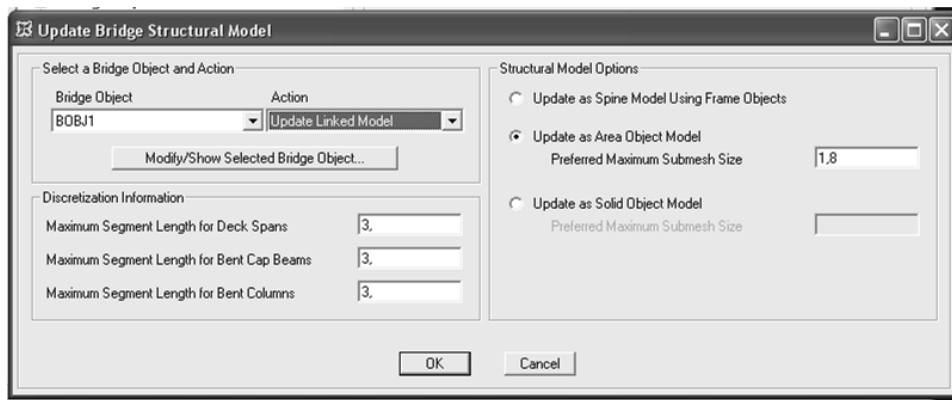 Update Bridge Structural Model
Select a Bridge Object and Action
Bridge Object
Action
BOBJ1
Update Linked Model
Modify/Show Selected Bridge Object...
Discretization Information
Maximum Segment Length for Deck Spans
3,
Maximum Segment Length for Bent Cap Beams
3,
Maximum Segment Length for Bent Columns
3,
Structural Model Options
Update as Spine Model Using Frame Objects
Update as Area Object Model
Preferred Maximum Submesh Size
1,8
Update as Solid Object Model
Preferred Maximum Submesh Size
OK
Cancel